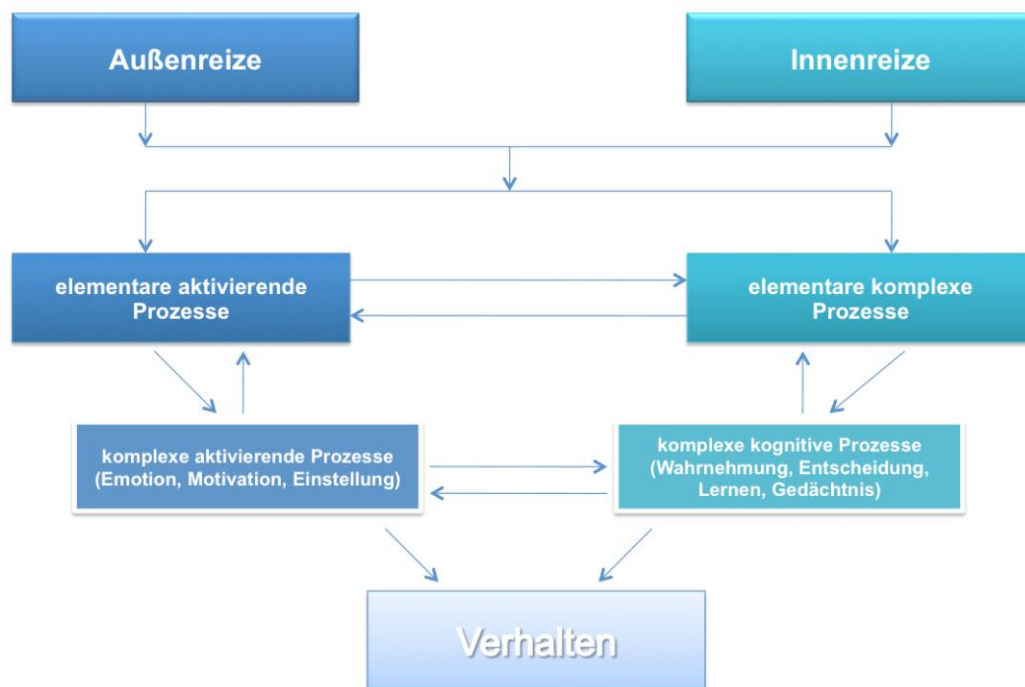 Außenreize
Innenreize
elementare aktivierende
Prozesse
elementare komplexe
Prozesse
komplexe aktivierende Prozesse
(Emotion, Motivation, Einstellung)
komplexe kognitive Prozesse
(Wahrnehmung, Entscheidung,
Lernen, Gedächtnis)
Verhalten